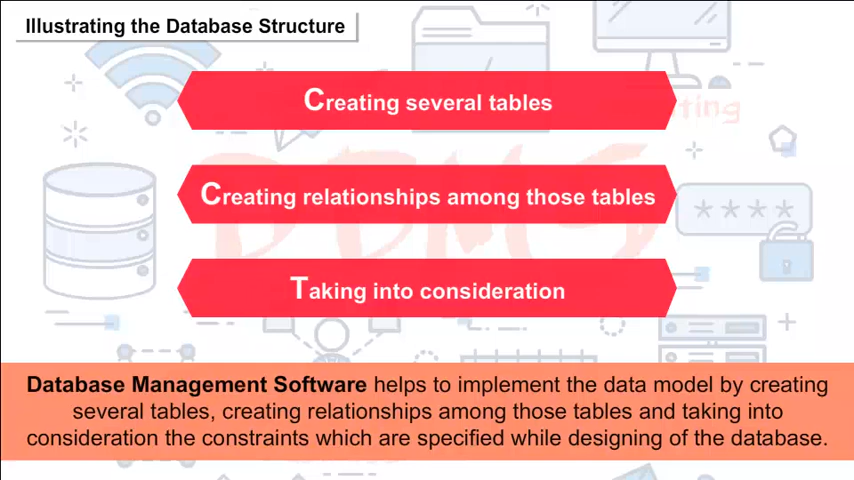 Illustrating the Database Structure
Creating several tables
Creating relationships among those tables
Taking into consideration
Database Management Software helps to implement the data model by creating
several tables, creating relationships among those tables and taking into
consideration the constraints which are specified while designing of the database.
DBMS
****